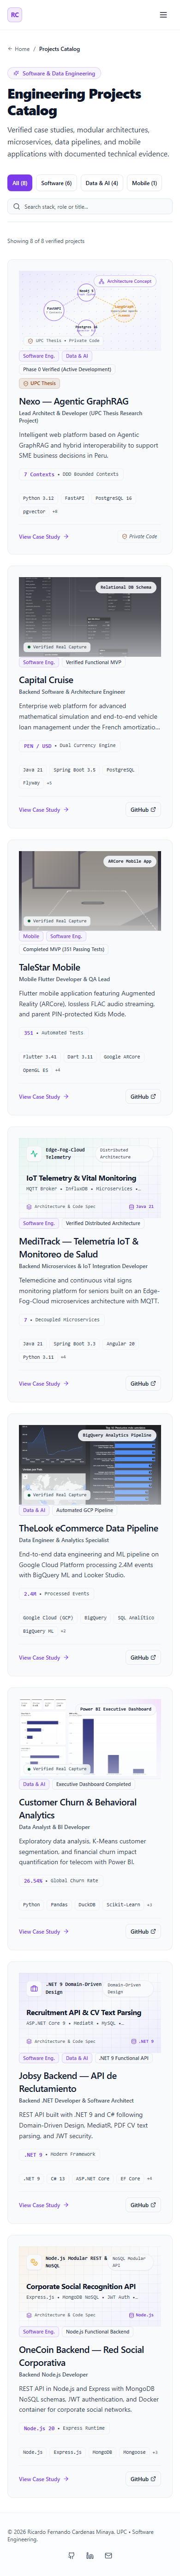 RC
Home / Projects Catalog
Software & Data Engineering
Engineering Projects
Catalog
Verified case studies, modular architectures,
data engineering pipelines, and mobile
applications with documented technical evidence.
All (8)
Software (6)
Data & AI (4)
Mobile (1)
Search stack, role or title...
Showing 8 of 8 verified projects
Architecture Concept
Neo4j 5
FastAPI
LangGraph
PostgreSQL 16
UPC Thesis • Private Code
Software Eng.
Data & AI
Phase 0 Verified (Active Development)
UPC Thesis
Nexo — Agentic GraphRAG
Lead Architect & Developer (UPC Thesis Research
Project)
Intelligent web platform based on Agentic
GraphRAG and hybrid interoperability to support
SME business decisions in Peru.
7 Contexts • DDD Bounded Contexts
Python 3.12
FastAPI
PostgreSQL 16
pgvector
View Case Study
Private Code
Relational DB Schema
Verified Real Capture
Software Eng.
Verified Functional MVP
Capital Cruise
Backend Software & Architecture Engineer
Enterprise web platform for advanced
mathematical simulation and end-to-end vehicle
loan management under the French amortizatio...
PEN / USD • Dual Currency Engine
Java 21
Spring Boot 3.5
PostgreSQL
Flyway
View Case Study
GitHub
ARCore Mobile App
Verified Real Capture
Mobile
Software Eng.
Completed MVP (351 Passing Tests)
TaleStar Mobile
Mobile Flutter Developer & QA Lead
Flutter mobile application featuring Augmented
Reality (ARCore), lossless FLAC audio streaming,
and parent PIN-protected Kids Mode.
351 • Automated Tests
Flutter 3.41
Dart 3.11
Google ARCore
OpenGL ES
View Case Study
GitHub
Edge-Fog-Cloud
Telemetry
Distributed
Architecture
IoT Telemetry & Vital Monitoring
MQTT Broker • InfluxDB • Microservices •…
Architecture & Code Spec
Java 21
Software Eng.
Verified Distributed Architecture
MediTrack — Telemetría IoT &
Monitoreo de Salud
Backend Microservices & IoT Integration Developer
Telemedicine and continuous vital signs
monitoring platform for seniors built on an Edge-
Fog-Cloud microservices architecture with MQTT.
7 • Decoupled Microservices
Java 21
Spring Boot 3.3
Angular 20
Python 3.11
View Case Study
GitHub
BigQuery Analytics Pipeline
Verified Real Capture
Data & AI
Automated GCP Pipeline
TheLook eCommerce Data Pipeline
Data Engineer & Analytics Specialist
End-to-end data engineering and ML pipeline on
Google Cloud Platform processing 2.4M events
with BigQuery ML and Looker Studio.
2.4M • Processed Events
Google Cloud (GCP)
BigQuery
SQL Analítico
BigQuery ML
View Case Study
GitHub
Power BI Executive Dashboard
Verified Real Capture
Data & AI
Executive Dashboard Completed
Customer Churn & Behavioral
Analytics
Data Analyst & BI Developer
Exploratory data analysis, K-Means customer
segmentation, and financial churn impact
quantification for telecom with Power BI.
26.54% • Global Churn Rate
Python
Pandas
DuckDB
Scikit-Learn
View Case Study
GitHub
.NET 9 Domain-Driven
Design
Domain-Driven
Design
Recruitment API & CV Text Parsing
ASP.NET Core 9 • MediatR • MySQL •…
Architecture & Code Spec
.NET 9
Software Eng.
Data & AI
.NET 9 Functional API
Jobsy Backend — API de
Reclutamiento
Backend .NET Developer & Software Architect
REST API built with .NET 9 and C# following
Domain-Driven Design, MediatR, PDF CV text
parsing, and JWT security.
.NET 9 • Modern Framework
.NET 9
C# 13
ASP.NET Core
EF Core
View Case Study
GitHub
Node.js Modular REST &
NoSQL
NoSQL Modular
API
Corporate Social Recognition API
Express.js • MongoDB NoSQL • JWT Auth •…
Architecture & Code Spec
Node.js
Software Eng.
Node.js Functional Backend
OneCoin Backend — Red Social
Corporativa
Backend Node.js Developer
REST API in Node.js and Express with MongoDB
NoSQL schemas, JWT authentication, and Docker
container for corporate social networks.
Node.js 20 • Express Runtime
Node.js
Express.js
MongoDB
Mongoose
View Case Study
GitHub
© 2026 Ricardo Fernando Cardenas Minaya. UPC • Software
Engineering.